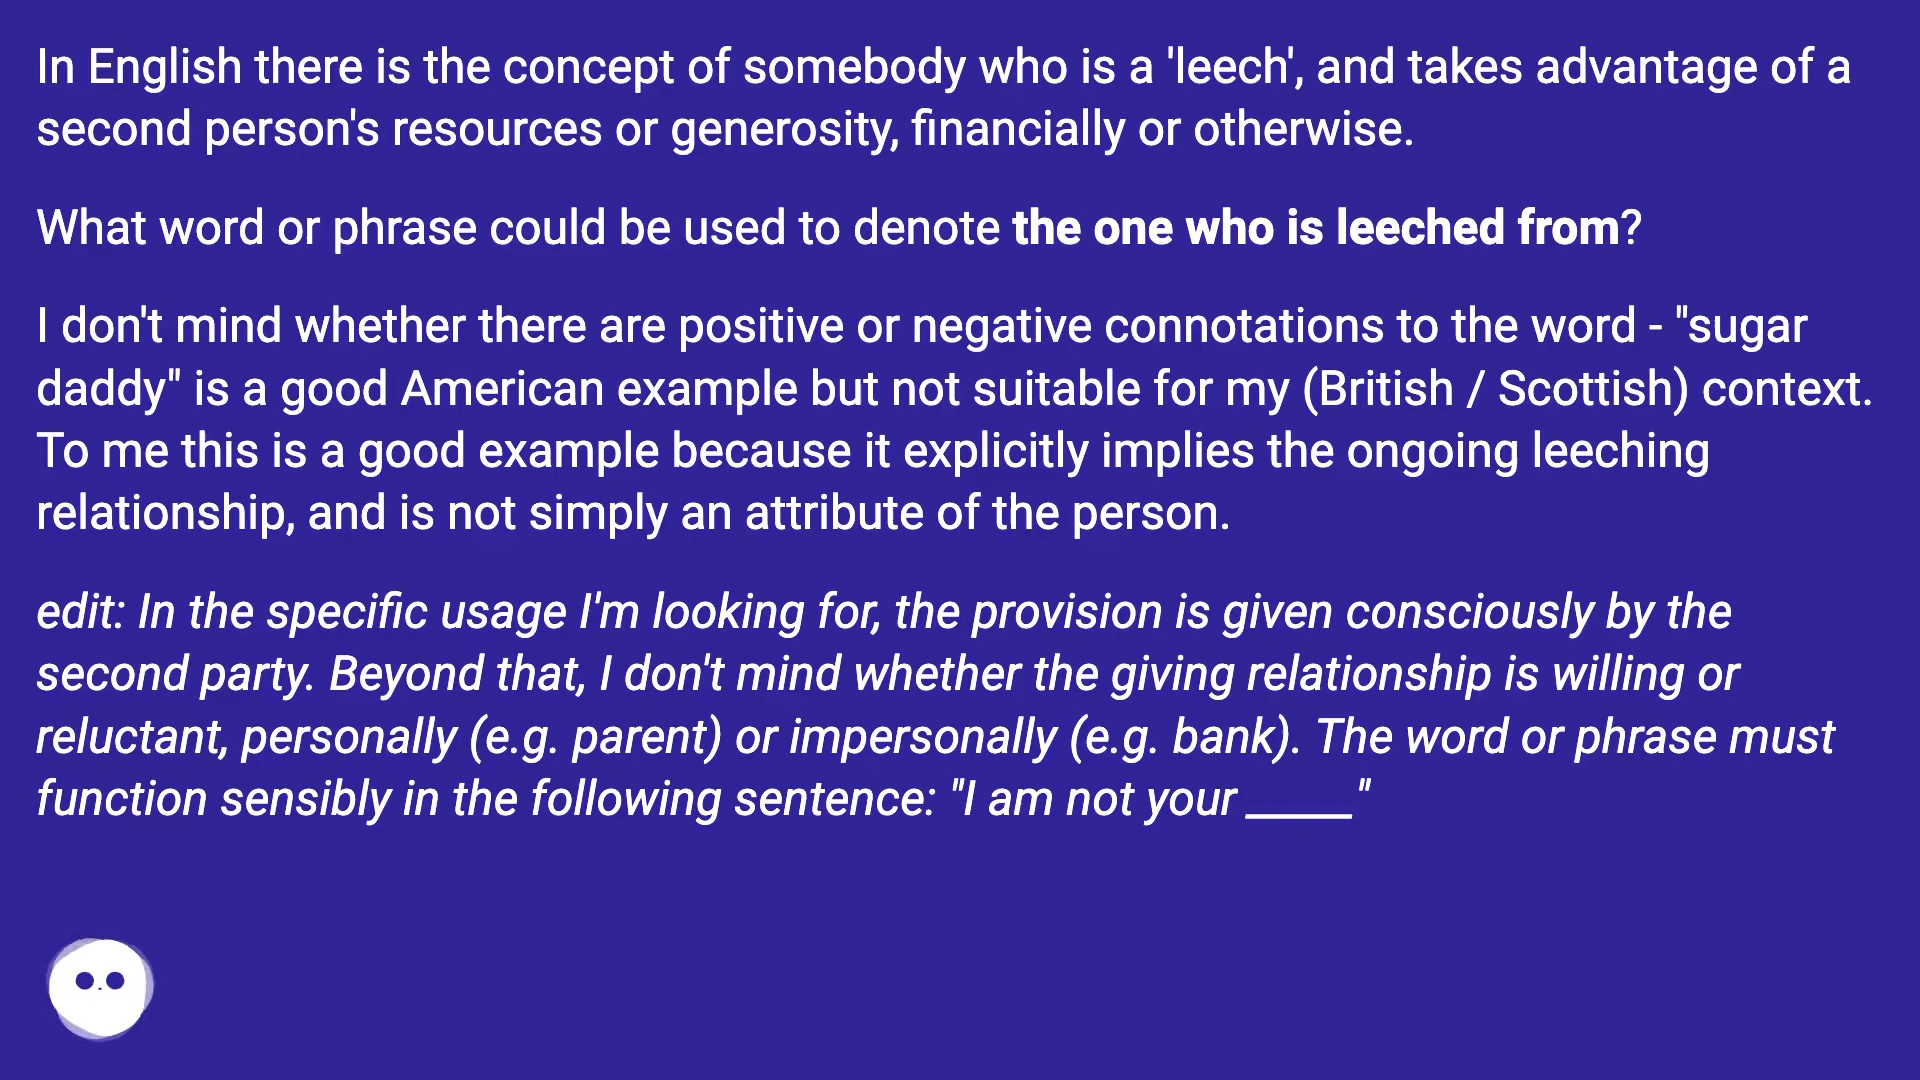 In English there is the concept of somebody who is a 'leech', and takes advantage of a
second person's resources or generosity, financially or otherwise.
What word or phrase could be used to denote the one who is leeched from?
I don't mind whether there are positive or negative connotations to the word - "sugar
daddy" is a good American example but not suitable for my (British / Scottish) context.
To me this is a good example because it explicitly implies the ongoing leeching
relationship, and is not simply an attribute of the person.
edit: In the specific usage I'm looking for, the provision is given consciously by the
second party. Beyond that, I don't mind whether the giving relationship is willing or
reluctant, personally (e.g. parent) or impersonally (e.g. bank). The word or phrase must
function sensibly in the following sentence: "I am not your _____"